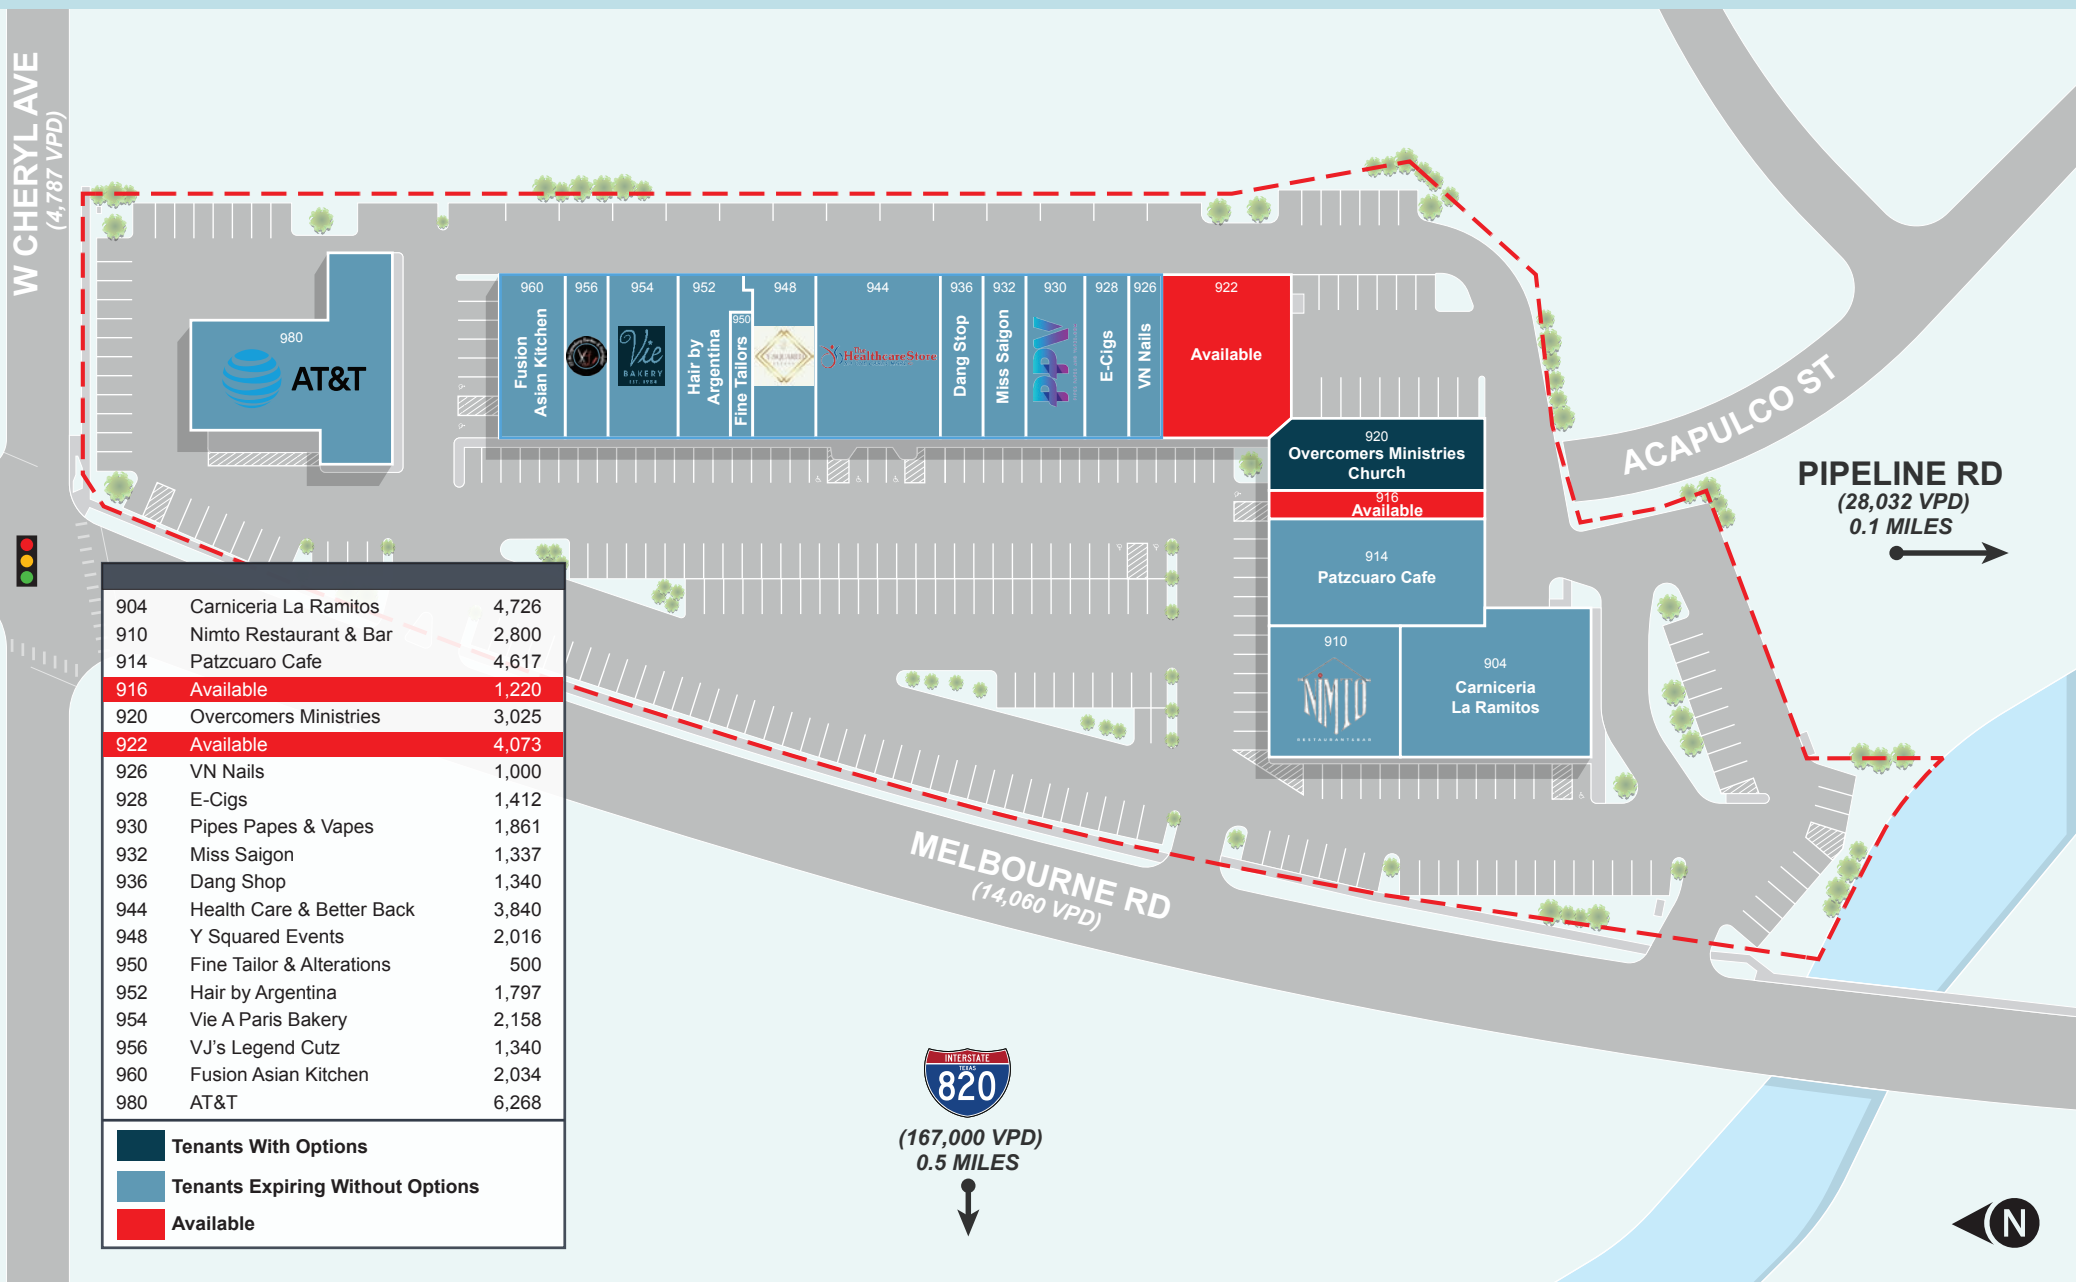 W CHERYL AVE
(4,787 VPD)
980
AT&T
960
Fusion
Asian Kitchen
956
954
Vie
BAKERY
EST. 1984
952
Hair by
Argentina
950
Fine Tailors
948
Y SQUARED
944
The
HealthcareStore
936
Dang Stop
932
Miss Saigon
930
PPV
928
E-Cigs
926
VN Nails
922
Available
920
Overcomers Ministries
Church
916
Available
914
Patzcuaro Cafe
910
NIMTO
RESTAURANT&BAR
904
Carniceria
La Ramitos
ACAPULCO ST
PIPELINE RD
(28,032 VPD)
0.1 MILES
MELBOURNE RD
(14,060 VPD)
904 Carniceria La Ramitos 4,726
910 Nimto Restaurant & Bar 2,800
914 Patzcuaro Cafe 4,617
916 Available 1,220
920 Overcomers Ministries 3,025
922 Available 4,073
926 VN Nails 1,000
928 E-Cigs 1,412
930 Pipes Papes & Vapes 1,861
932 Miss Saigon 1,337
936 Dang Shop 1,340
944 Health Care & Better Back 3,840
948 Y Squared Events 2,016
950 Fine Tailor & Alterations 500
952 Hair by Argentina 1,797
954 Vie A Paris Bakery 2,158
956 VJ's Legend Cutz 1,340
960 Fusion Asian Kitchen 2,034
980 AT&T 6,268
Tenants With Options
Tenants Expiring Without Options
Available
INTERSTATE
TEXAS
820
(167,000 VPD)
0.5 MILES
N